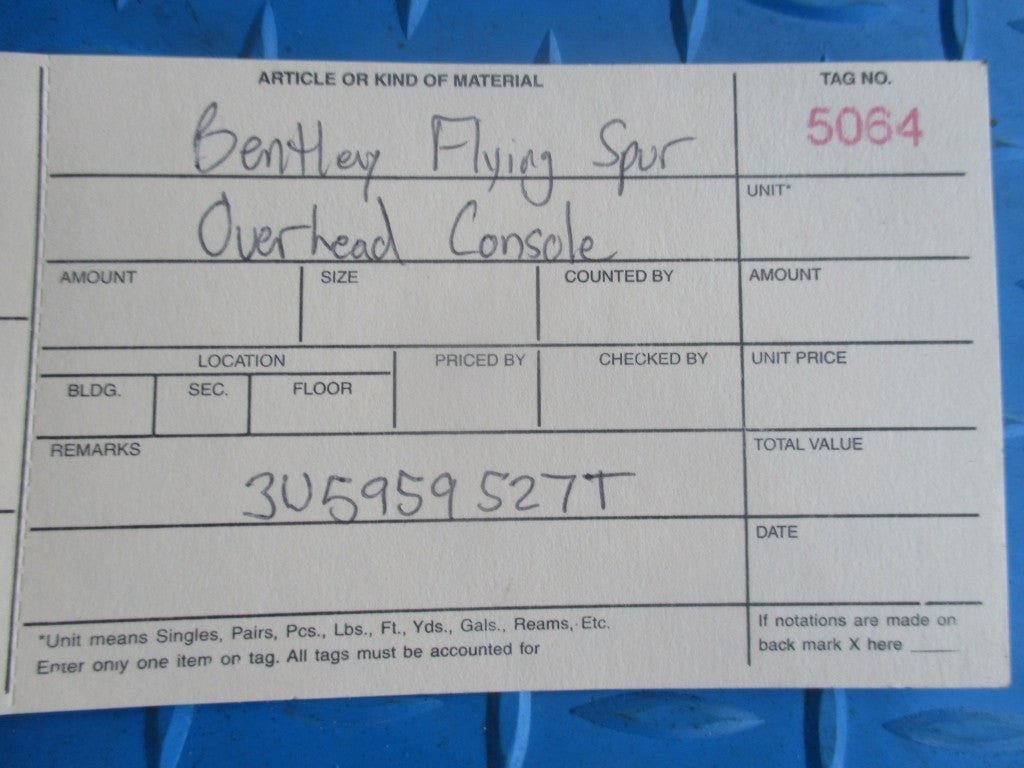 ARTICLE OR KIND OF MATERIAL
TAG NO.
Bentley Flying Spur
5064
UNIT*
Overhead Console
AMOUNT
SIZE
COUNTED BY
AMOUNT
LOCATION
PRICED BY
CHECKED BY
UNIT PRICE
BLDG.
SEC.
FLOOR
REMARKS
TOTAL VALUE
3U5959527T
DATE
*Unit means Singles, Pairs, Pcs., Lbs., Ft., Yds., Gals., Reams, Etc.
Enter only one item on tag. All tags must be accounted for
If notations are made on
back mark X here ____